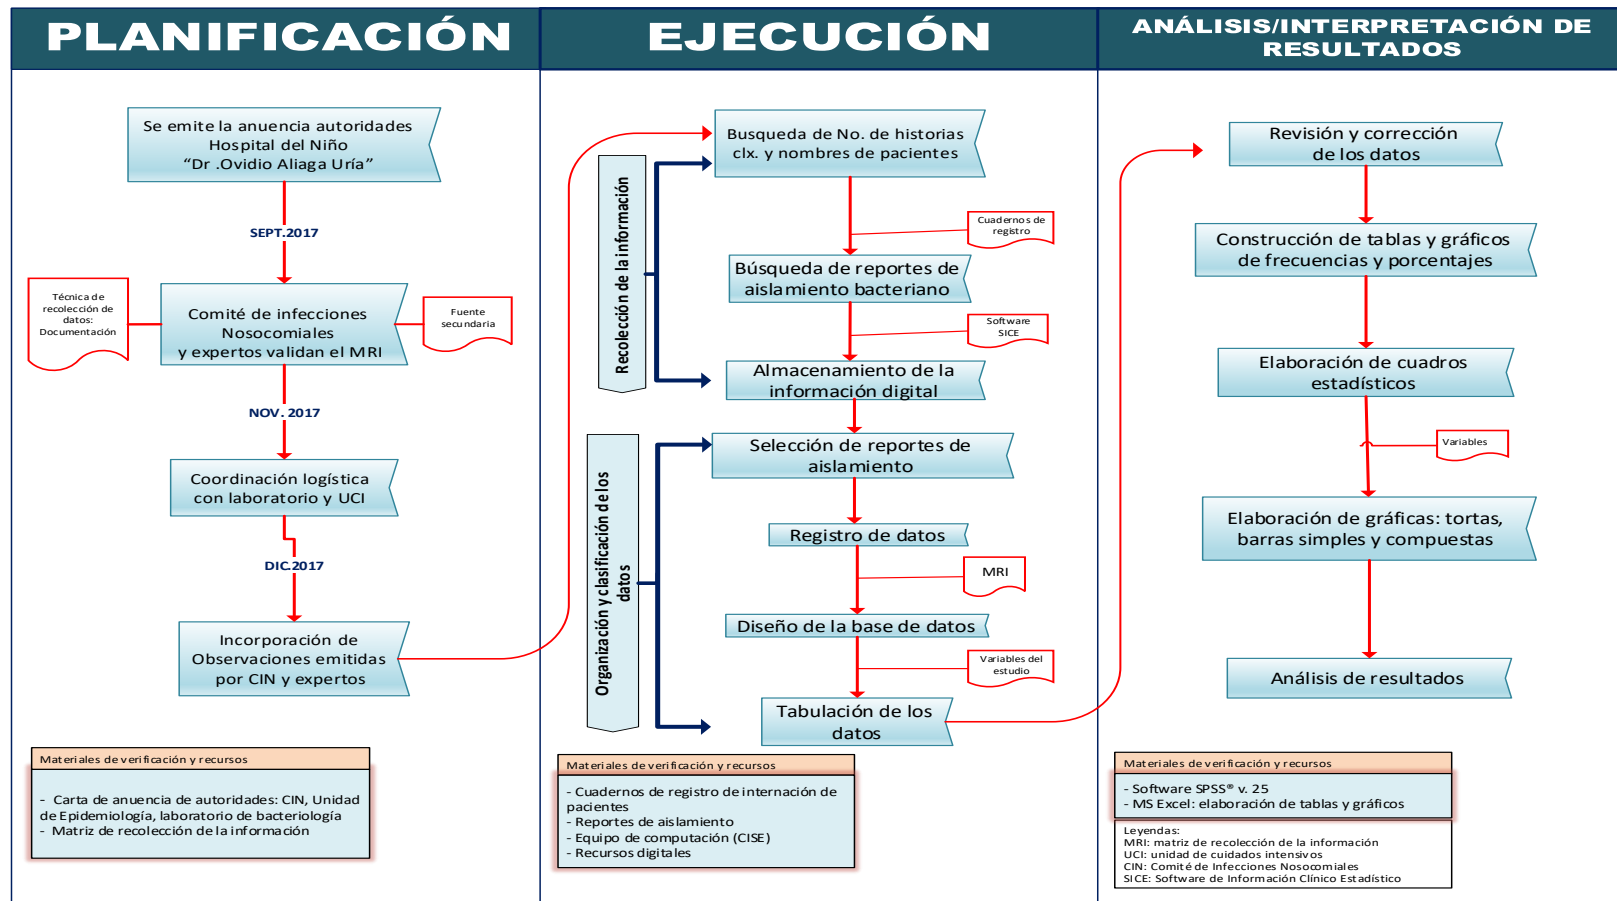 PLANIFICACIÓN
Se emite la anuencia autoridades
Hospital del Niño
“Dr .Ovidio Aliaga Uría”
SEPT.2017
Técnica de
recolección de
datos:
Documentación
Comité de infecciones
Nosocomiales
y expertos validan el MRI
Fuente
secundaria
NOV. 2017
Coordinación logística
con laboratorio y UCI
DIC.2017
Incorporación de
Observaciones emitidas
por CIN y expertos
Materiales de verificación y recursos
- Carta de anuencia de autoridades: CIN, Unidad
de Epidemiología, laboratorio de bacteriología
- Matriz de recolección de la información
EJECUCIÓN
Recolección de la información
Busqueda de No. de historias
clx. y nombres de pacientes
Cuadernos de
registro
Búsqueda de reportes de
aislamiento bacteriano
Software
SICE
Almacenamiento de la
información digital
Organización y clasificación de los
datos
Selección de reportes de
aislamiento
Registro de datos
MRI
Diseño de la base de datos
Variables del
estudio
Tabulación de los
datos
Materiales de verificación y recursos
- Cuadernos de registro de internación de
pacientes
- Reportes de aislamiento
- Equipo de computación (CISE)
- Recursos digitales
ANÁLISIS/INTERPRETACIÓN DE
RESULTADOS
Revisión y corrección
de los datos
Construcción de tablas y gráficos
de frecuencias y porcentajes
Elaboración de cuadros
estadísticos
Variables
Elaboración de gráficas: tortas,
barras simples y compuestas
Análisis de resultados
Materiales de verificación y recursos
- Software SPSS® v. 25
- MS Excel: elaboración de tablas y gráficos
Leyendas:
MRI: matriz de recolección de la información
UCI: unidad de cuidados intensivos
CIN: Comité de Infecciones Nosocomiales
SICE: Software de Información Clínico Estadístico